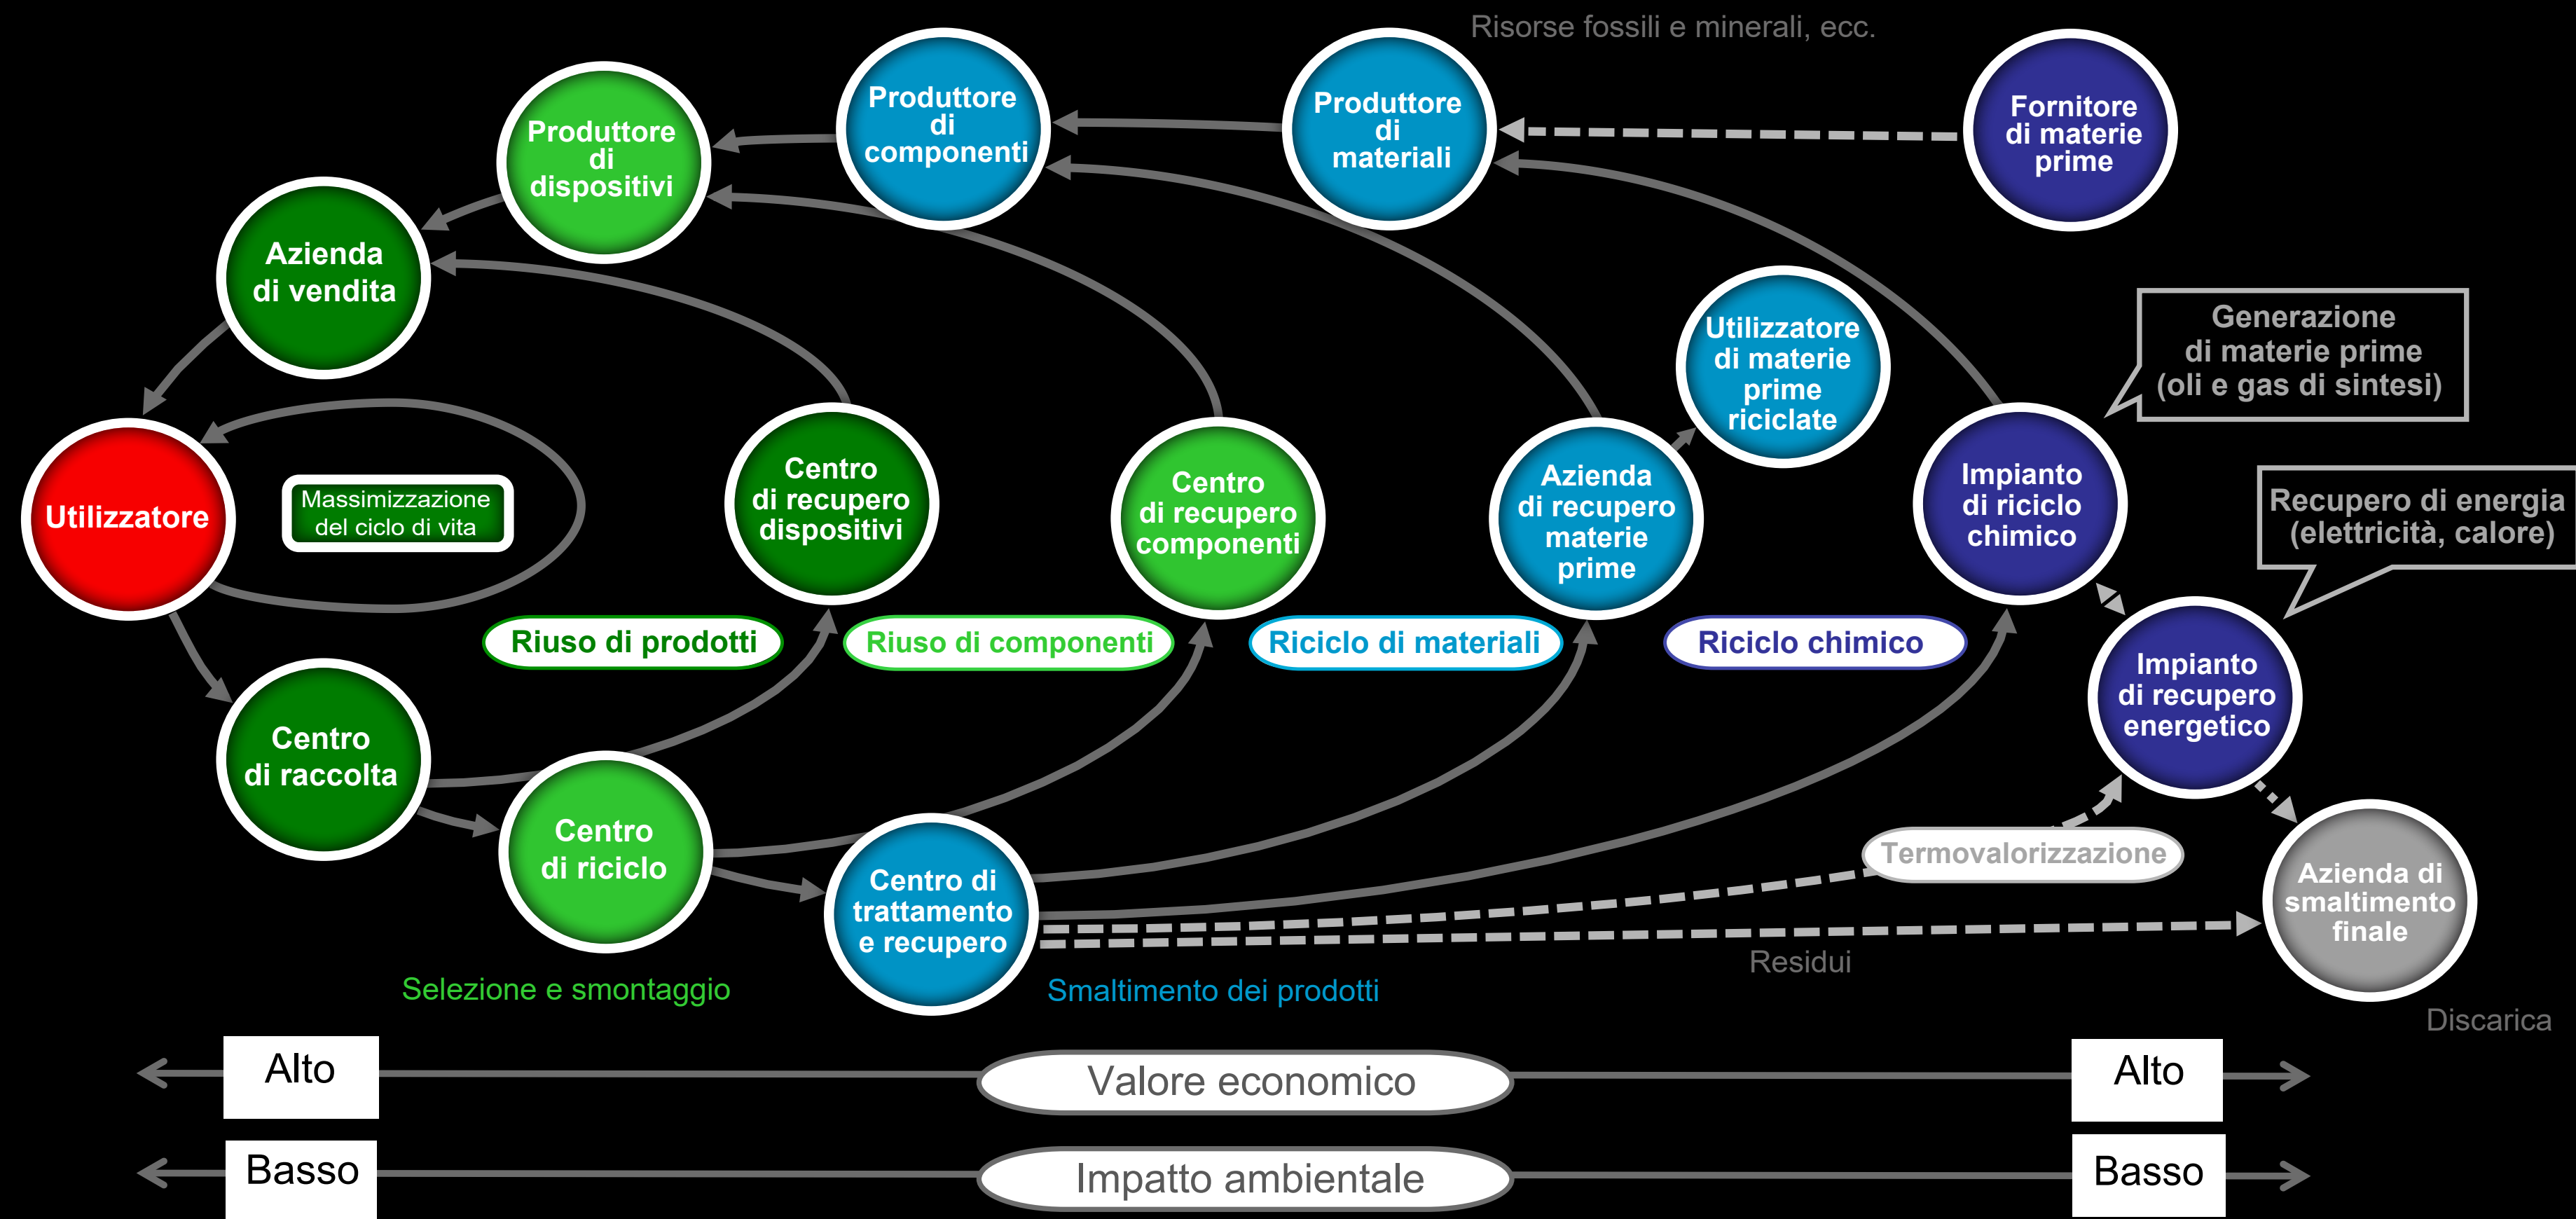 Risorse fossili e minerali, ecc.
Produttore
di
componenti
Produttore
di
materiali
Fornitore
di materie
prime
Produttore
di
dispositivi
Azienda
di vendita
Utilizzatore
di materie
prime
riciclate
Generazione
di materie prime
(oli e gas di sintesi)
Utilizzatore
Massimizzazione
del ciclo di vita
Centro
di recupero
dispositivi
Centro
di recupero
componenti
Azienda
di recupero
materie
prime
Impianto
di riciclo
chimico
Recupero di energia
(elettricità, calore)
Riuso di prodotti
Riuso di componenti
Riciclo di materiali
Riciclo chimico
Impianto
di recupero
energetico
Centro
di raccolta
Centro
di riciclo
Centro di
trattamento
e recupero
Termovalorizzazione
Azienda di
smaltimento
finale
Residui
Selezione e smontaggio
Smaltimento dei prodotti
Discarica
Alto
Valore economico
Alto
Basso
Impatto ambientale
Basso